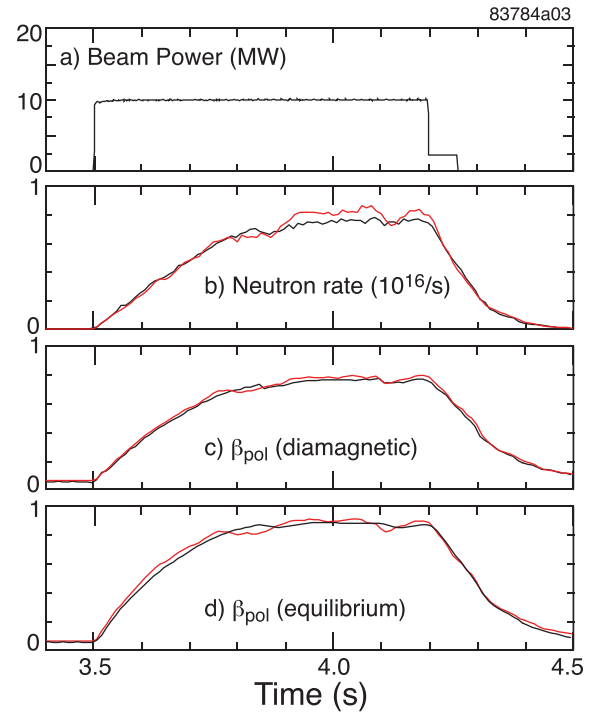 83784a03
20
a) Beam Power (MW)
10
0
1
b) Neutron rate (10¹⁶/s)
0
1
c) βpol (diamagnetic)
0
1
d) βpol (equilibrium)
0
3.5 4.0 4.5
Time (s)